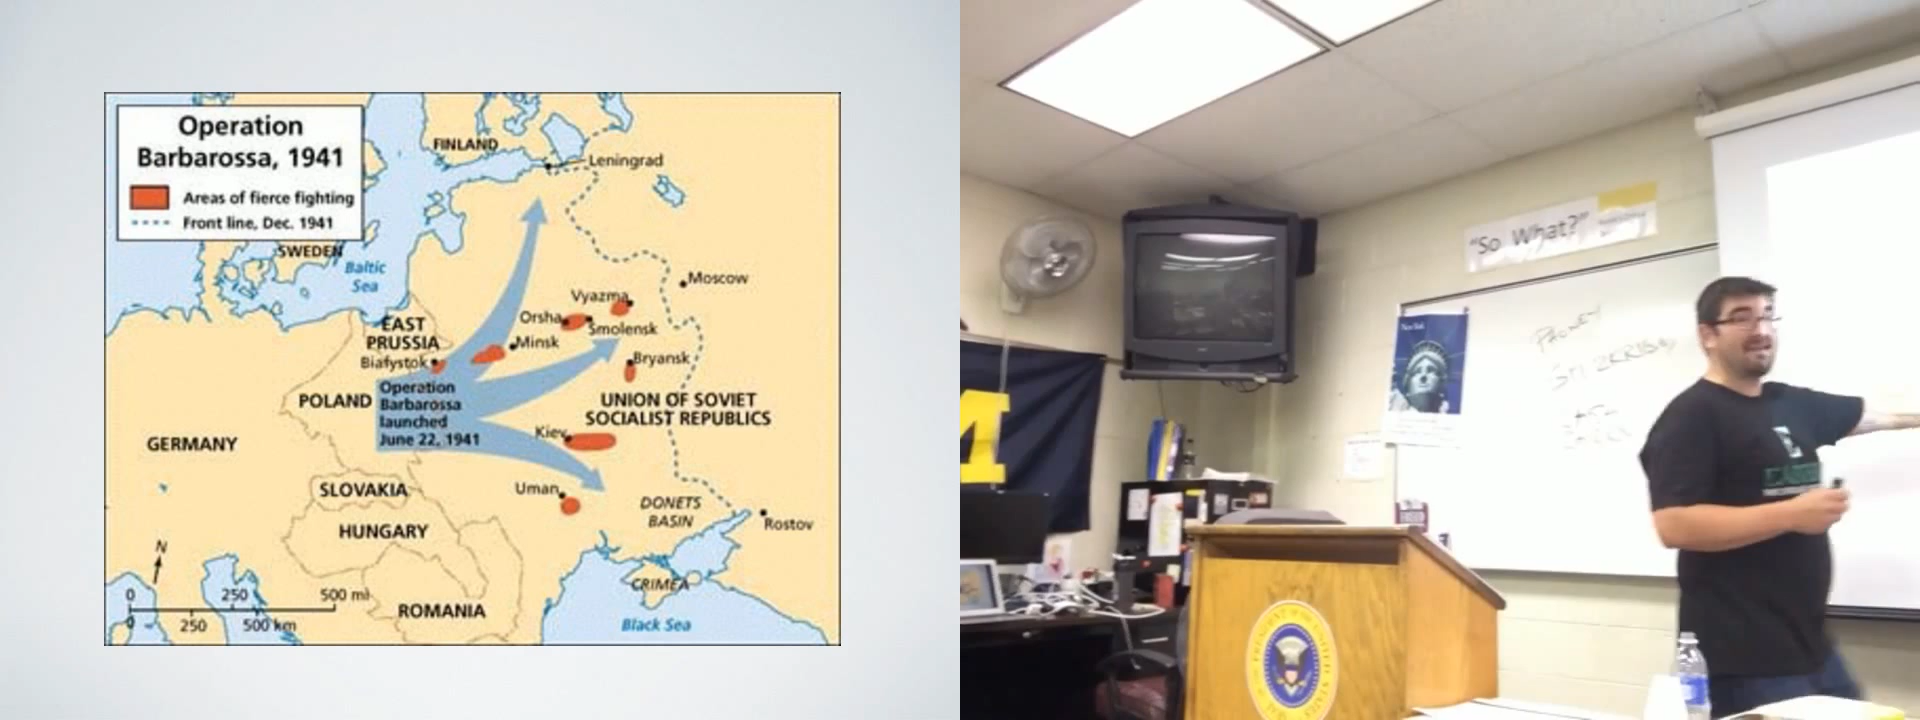 Operation
Barbarossa, 1941
Areas of fierce fighting
Front line, Dec. 1941
FINLAND
Leningrad
SWEDEN
Baltic
Sea
Moscow
Vyazma
Orsha
Smolensk
EAST
PRUSSIA
Minsk
Białystok
Bryansk
POLAND
Operation
Barbarossa
launched
June 22, 1941
UNION OF SOVIET
SOCIALIST REPUBLICS
Kiev
GERMANY
SLOVAKIA
Uman
DONETS
BASIN
Rostov
HUNGARY
N
CRIMEA
ROMANIA
Black Sea
0 250 500 mi
0 250 500 km
"So What?"
PHONEY